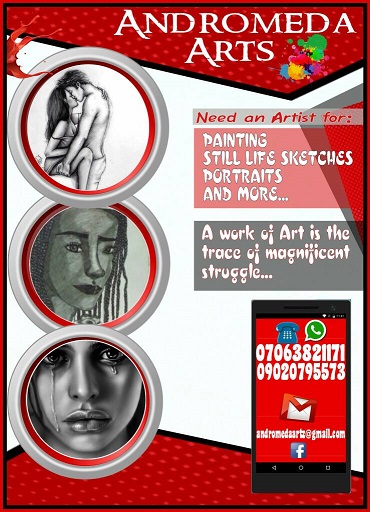 ANDROMEDA
ARTS
Need an Artist for:
PAINTING
STILL LIFE SKETCHES
PORTRAITS
AND MORE...
A work of Art is the
trace of magnificent
struggle...
07063821171
09020795573
andromedaartz@gmail.com
f